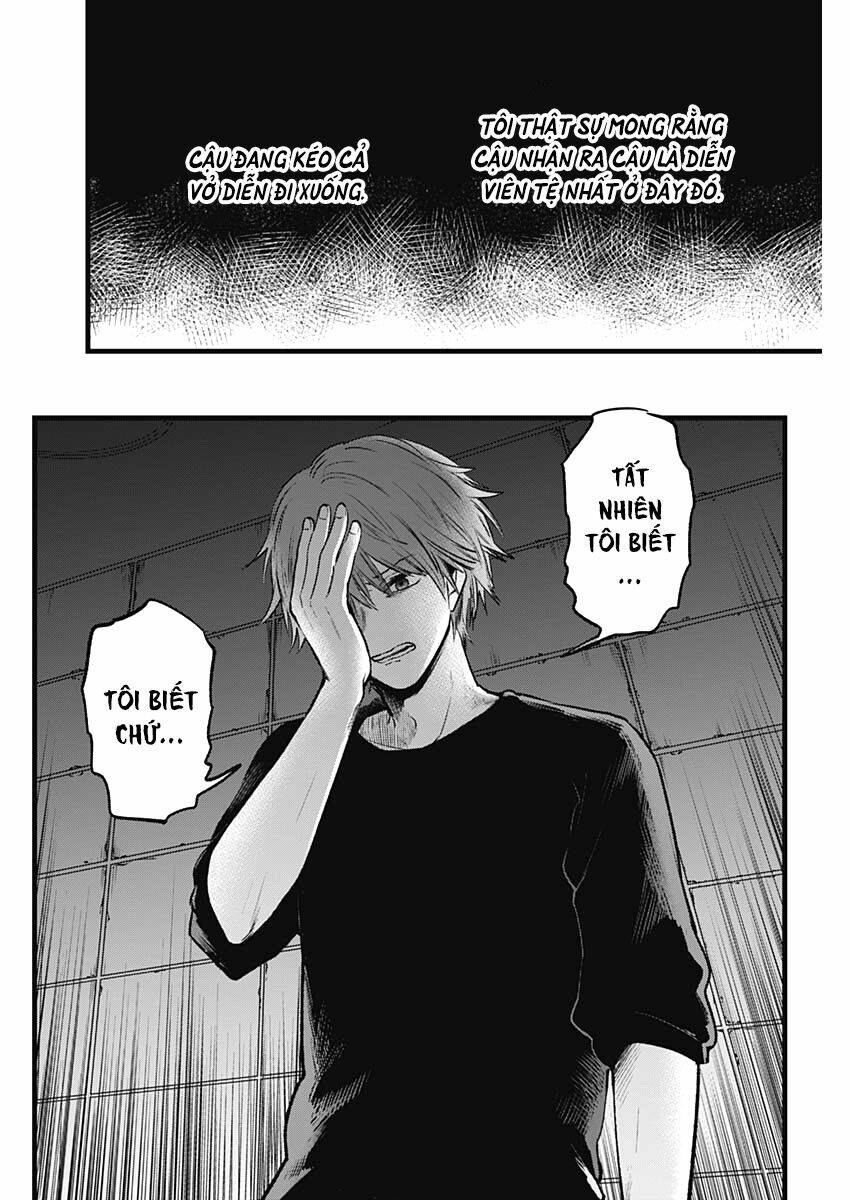 TÔI THẬT SỰ MONG RẰNG
CẬU NHẬN RA CẬU LÀ DIỄN
VIÊN TỆ NHẤT Ở ĐÂY ĐÓ.
CẬU ĐANG KÉO CẢ
VỞ DIỄN ĐI XUỐNG.
TẤT
NHIÊN
TÔI BIẾT
...
TÔI BIẾT
CHỨ...